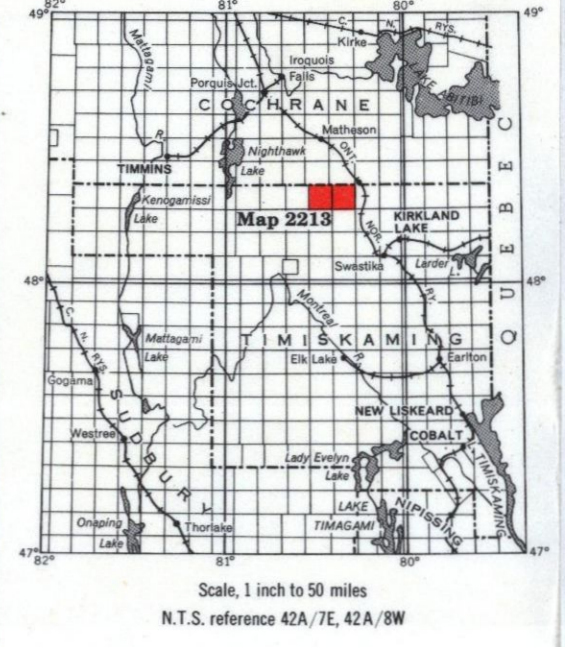 82° 81° 80°
49° 49°
C. N. RYS.
Kirke
Mattagami
R.
Iroquois
Falls
Porquis Jct.
LAKE ABITIBI
COCHRANE
Matheson
ONT.
QUEBEC
TIMMINS
Nighthawk
Lake
Kenogamissi
Lake
Map 2213
NOR.
KIRKLAND
LAKE
Swastika
Larder
L.
RY.
48° 48°
C. N. RYS.
Montreal
R.
TIMISKAMING
Mattagami
Lake
Elk Lake
Earlton
Gogama
SUDBURY
NEW LISKEARD
Westree
COBALT
Lady Evelyn
Lake
TIMISKAMING
LAKE
TIMAGAMI
NIPISSING
Onaping
Lake
Thorlake
47° 47°
82° 81° 80°
Scale, 1 inch to 50 miles
N.T.S. reference 42A/7E, 42A/8W